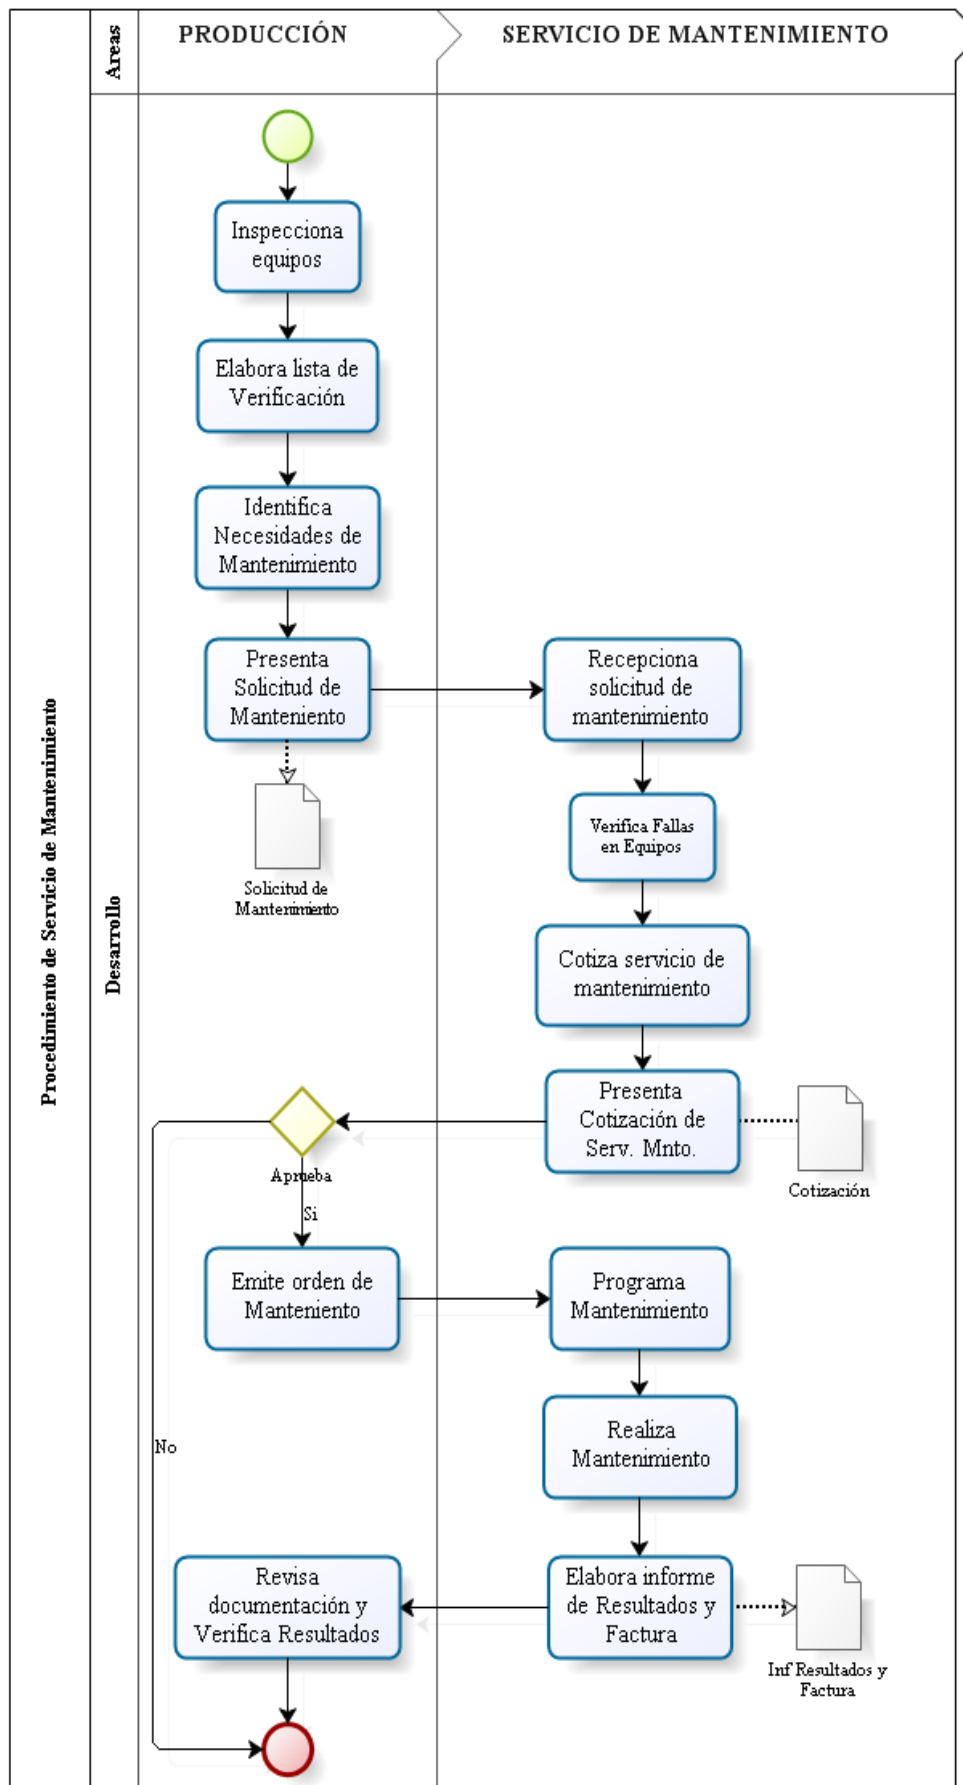 Procedimiento de Servicio de Mantenimiento
Areas
PRODUCCIÓN
SERVICIO DE MANTENIMIENTO
Desarrollo
Inspecciona
equipos
Elabora lista de
Verificación
Identifica
Necesidades de
Mantenimiento
Presenta
Solicitud de
Manteniento
Solicitud de
Mantenimiento
Recepciona
solicitud de
mantenimiento
Verifica Fallas
en Equipos
Cotiza servicio de
mantenimiento
Presenta
Cotización de
Serv. Mnto.
Cotización
Aprueba
Si
No
Emite orden de
Manteniento
Programa
Mantenimiento
Realiza
Mantenimiento
Elabora informe
de Resultados y
Factura
Inf Resultados y
Factura
Revisa
documentación y
Verifica Resultados